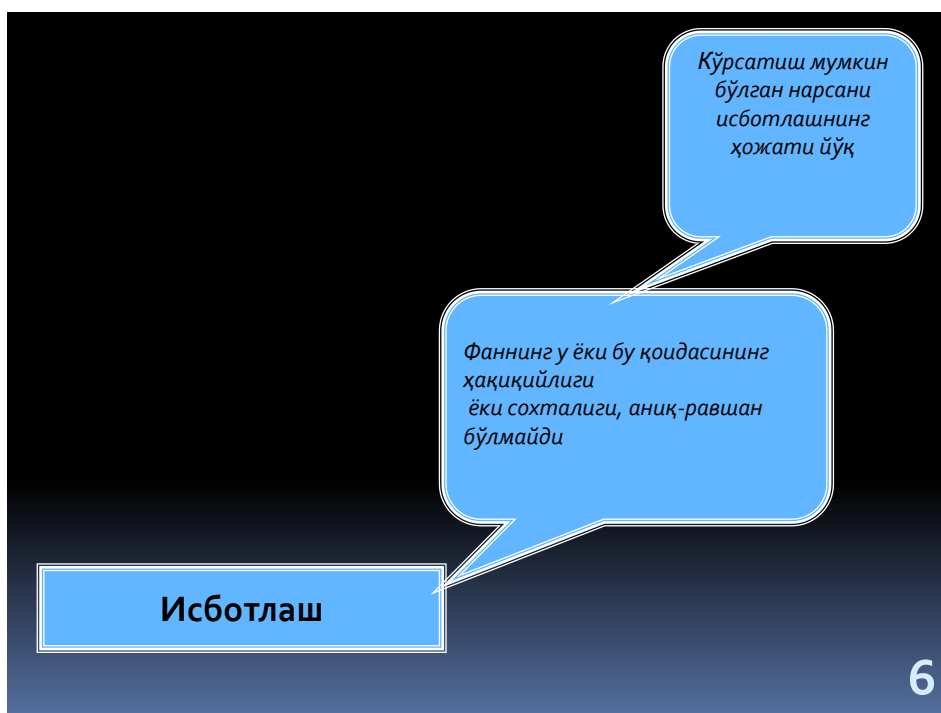 Кўрсатиш мумкин
бўлган нарсани
исботлашнинг
ҳожати йўқ
Фаннинг у ёки бу қоидасининг
ҳақиқийлиги
ёки сохталиги, аниқ-равшан
бўлмайди
Исботлаш
6